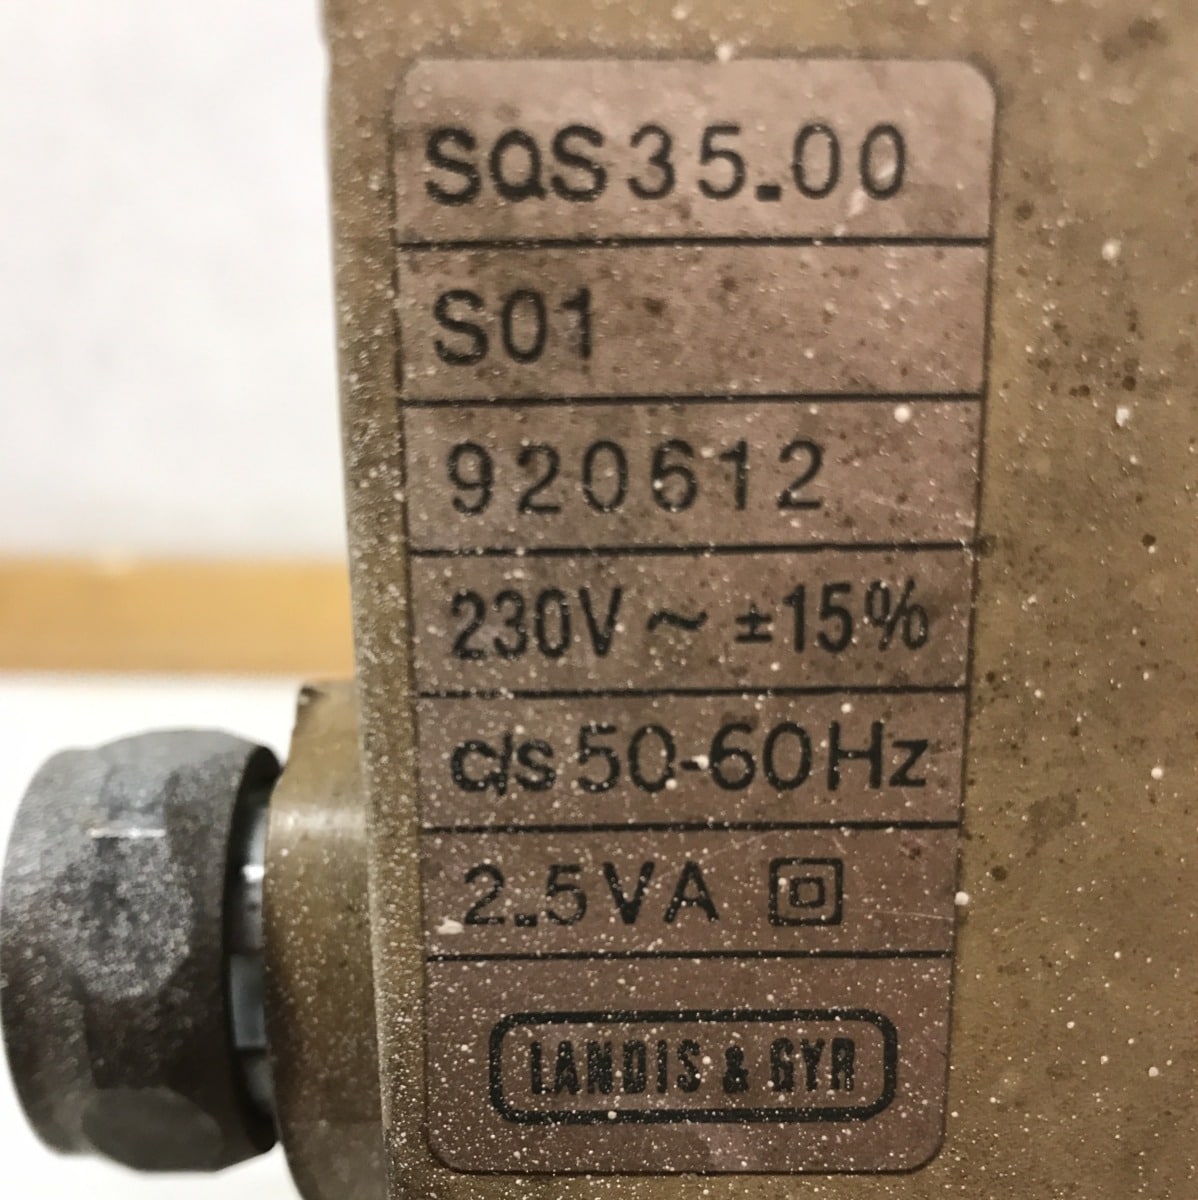 SQS35.00
S01
920612
230V ~ ±15%
c/s 50-60Hz
2.5VA
LANDIS & GYR